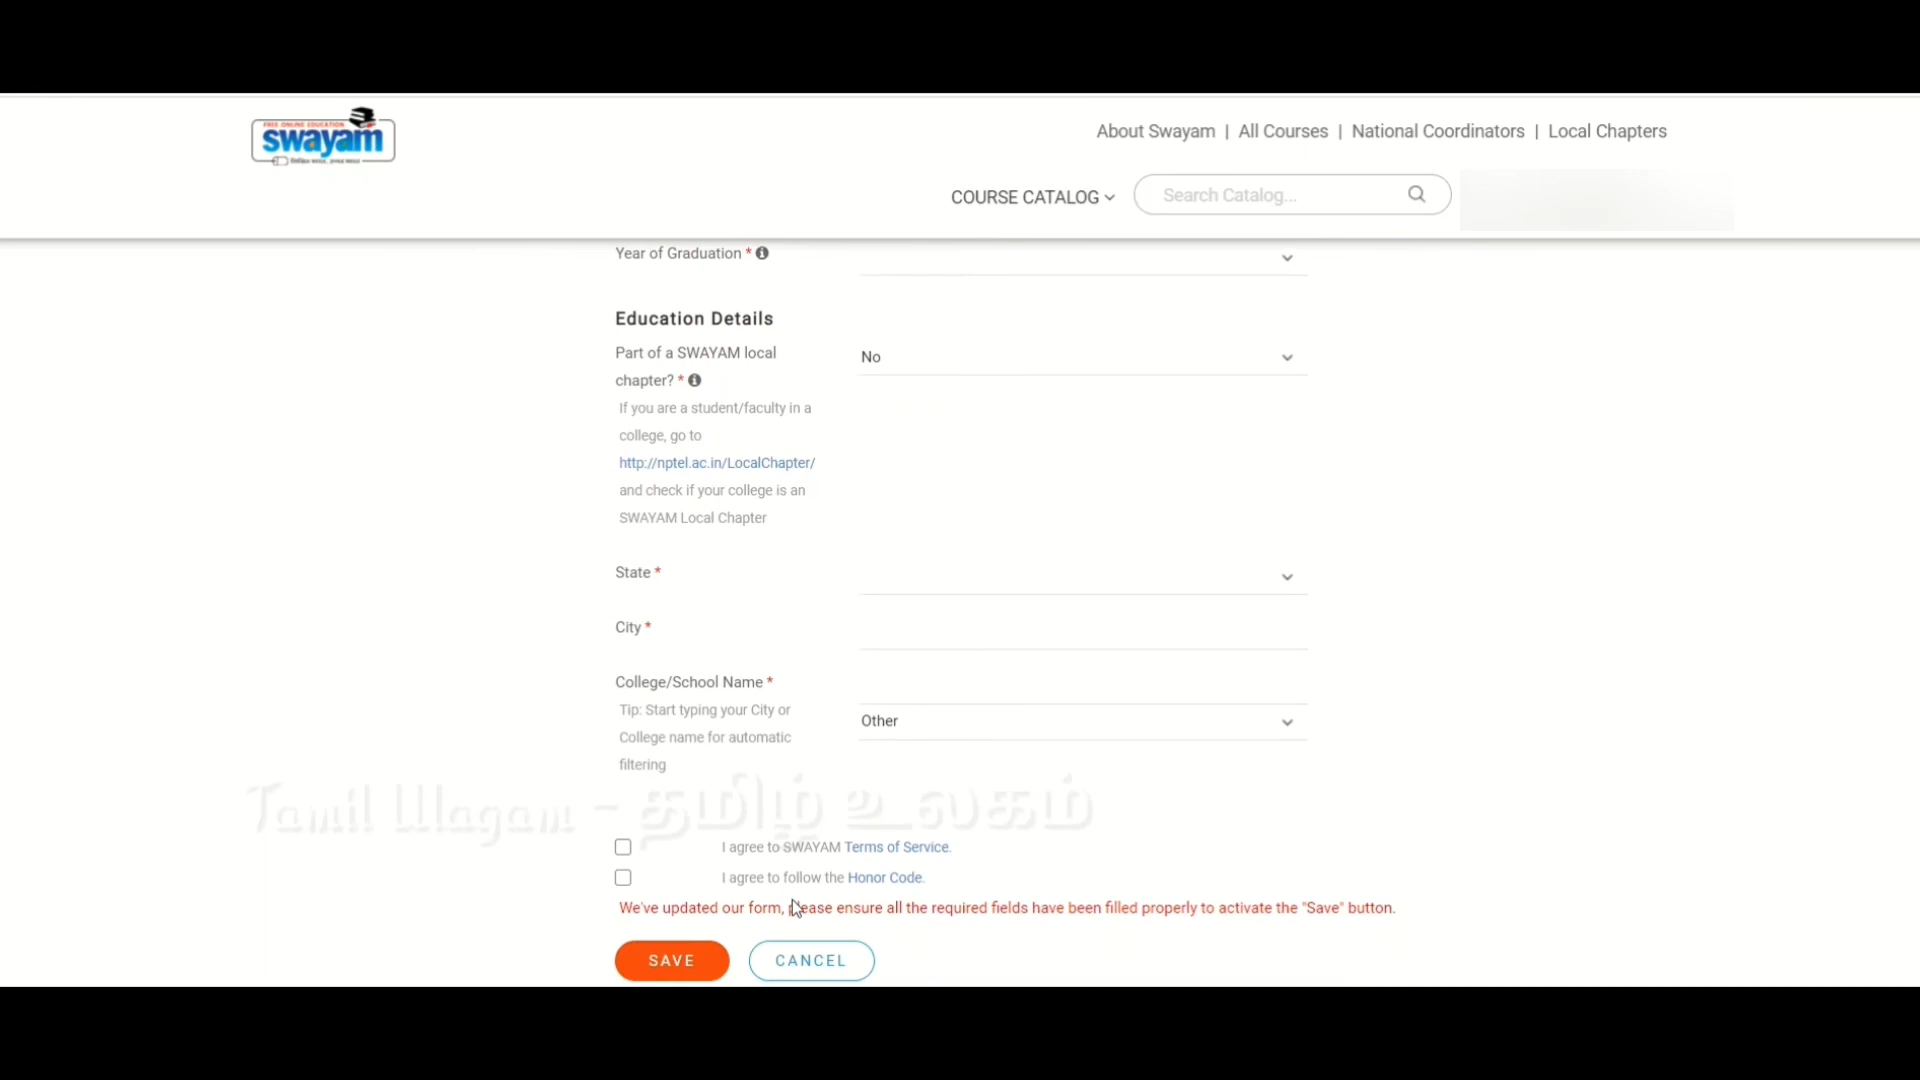 FREE ONLINE EDUCATION
swayam
About Swayam | All Courses | National Coordinators | Local Chapters
COURSE CATALOG
Search Catalog...
Year of Graduation *
Education Details
Part of a SWAYAM local
chapter? *
No
If you are a student/faculty in a
college, go to
http://nptel.ac.in/LocalChapter/
and check if your college is an
SWAYAM Local Chapter
State *
City *
College/School Name *
Tip: Start typing your City or
College name for automatic
filtering
Other
Tamil Ulagam - தமிழ் உலகம்
I agree to SWAYAM Terms of Service.
I agree to follow the Honor Code.
We've updated our form, please ensure all the required fields have been filled properly to activate the "Save" button.
SAVE
CANCEL